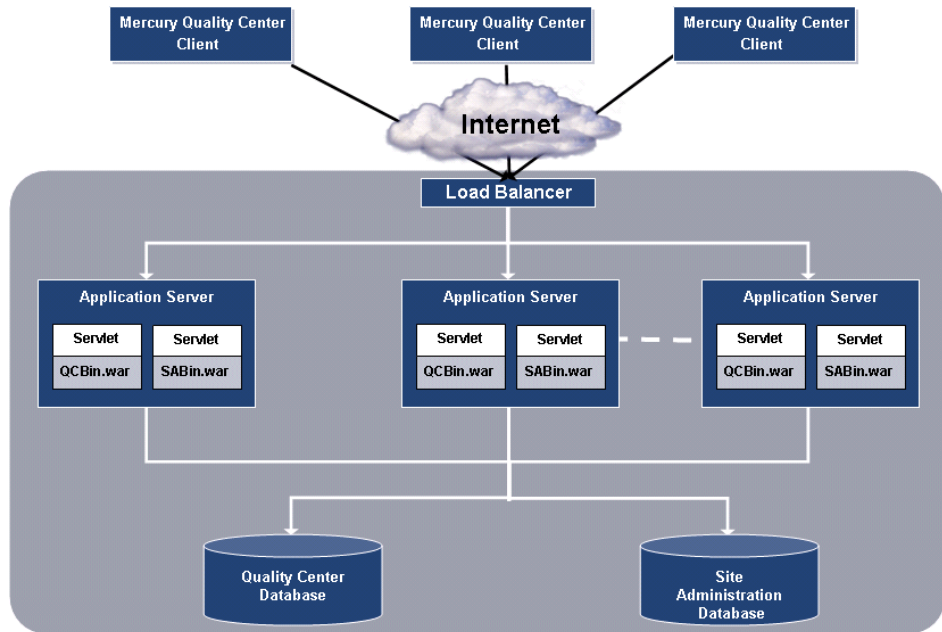 Mercury Quality Center
Client
Mercury Quality Center
Client
Mercury Quality Center
Client
Internet
Load Balancer
Application Server
Servlet
Servlet
QCBin.war
SABin.war
Application Server
Servlet
Servlet
QCBin.war
SABin.war
Application Server
Servlet
Servlet
QCBin.war
SABin.war
Quality Center
Database
Site
Administration
Database